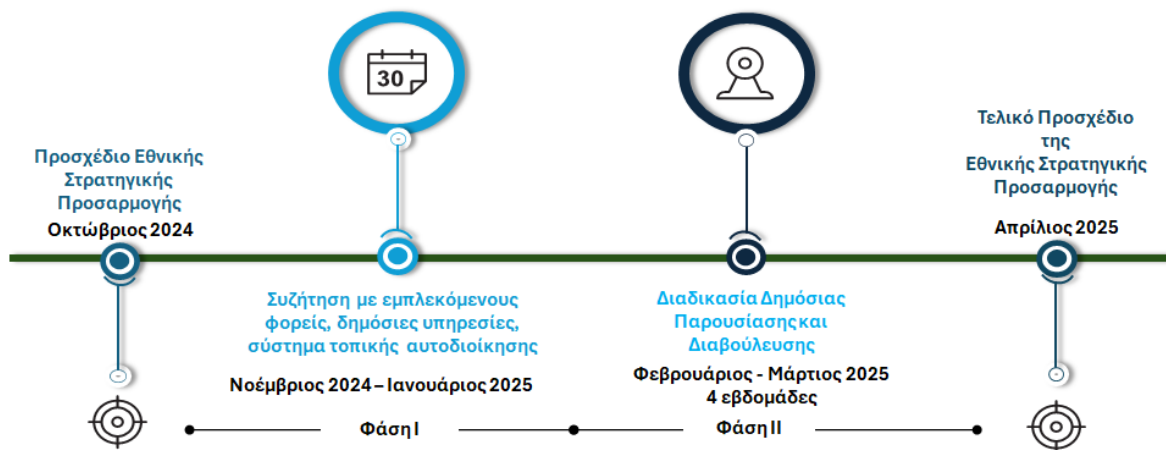 30
Προσχέδιο Εθνικής
Στρατηγικής
Προσαρμογής
Οκτώβριος 2024
Συζήτηση με εμπλεκόμενους
φορείς, δημόσιες υπηρεσίες,
σύστημα τοπικής αυτοδιοίκησης
Νοέμβριος 2024 – Ιανουάριος 2025
Διαδικασία Δημόσιας
Παρουσίασης και
Διαβούλευσης
Φεβρουάριος - Μάρτιος 2025
4 εβδομάδες
Τελικό Προσχέδιο
της
Εθνικής Στρατηγικής
Προσαρμογής
Απρίλιος 2025
Φάση Ι
Φάση ΙΙ